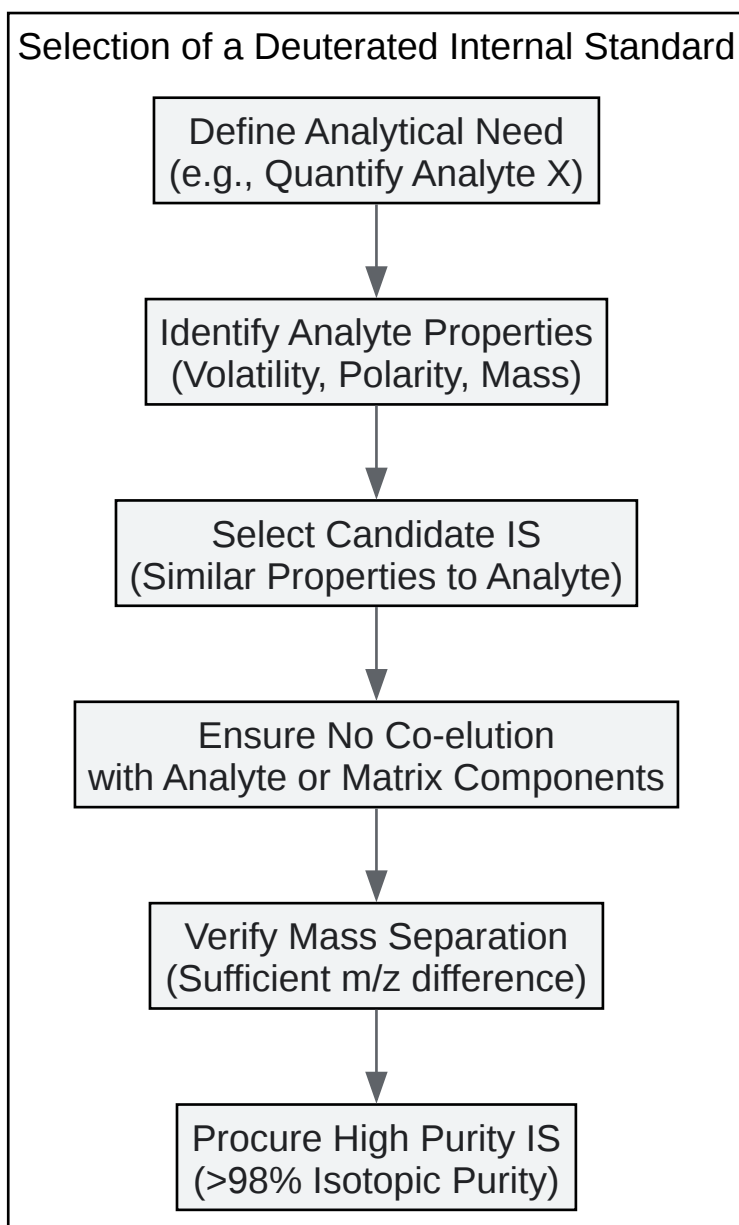 Selection of a Deuterated Internal Standard
Define Analytical Need
(e.g., Quantify Analyte X)
Identify Analyte Properties
(Volatility, Polarity, Mass)
Select Candidate IS
(Similar Properties to Analyte)
Ensure No Co-elution
with Analyte or Matrix Components
Verify Mass Separation
(Sufficient m/z difference)
Procure High Purity IS
(>98% Isotopic Purity)